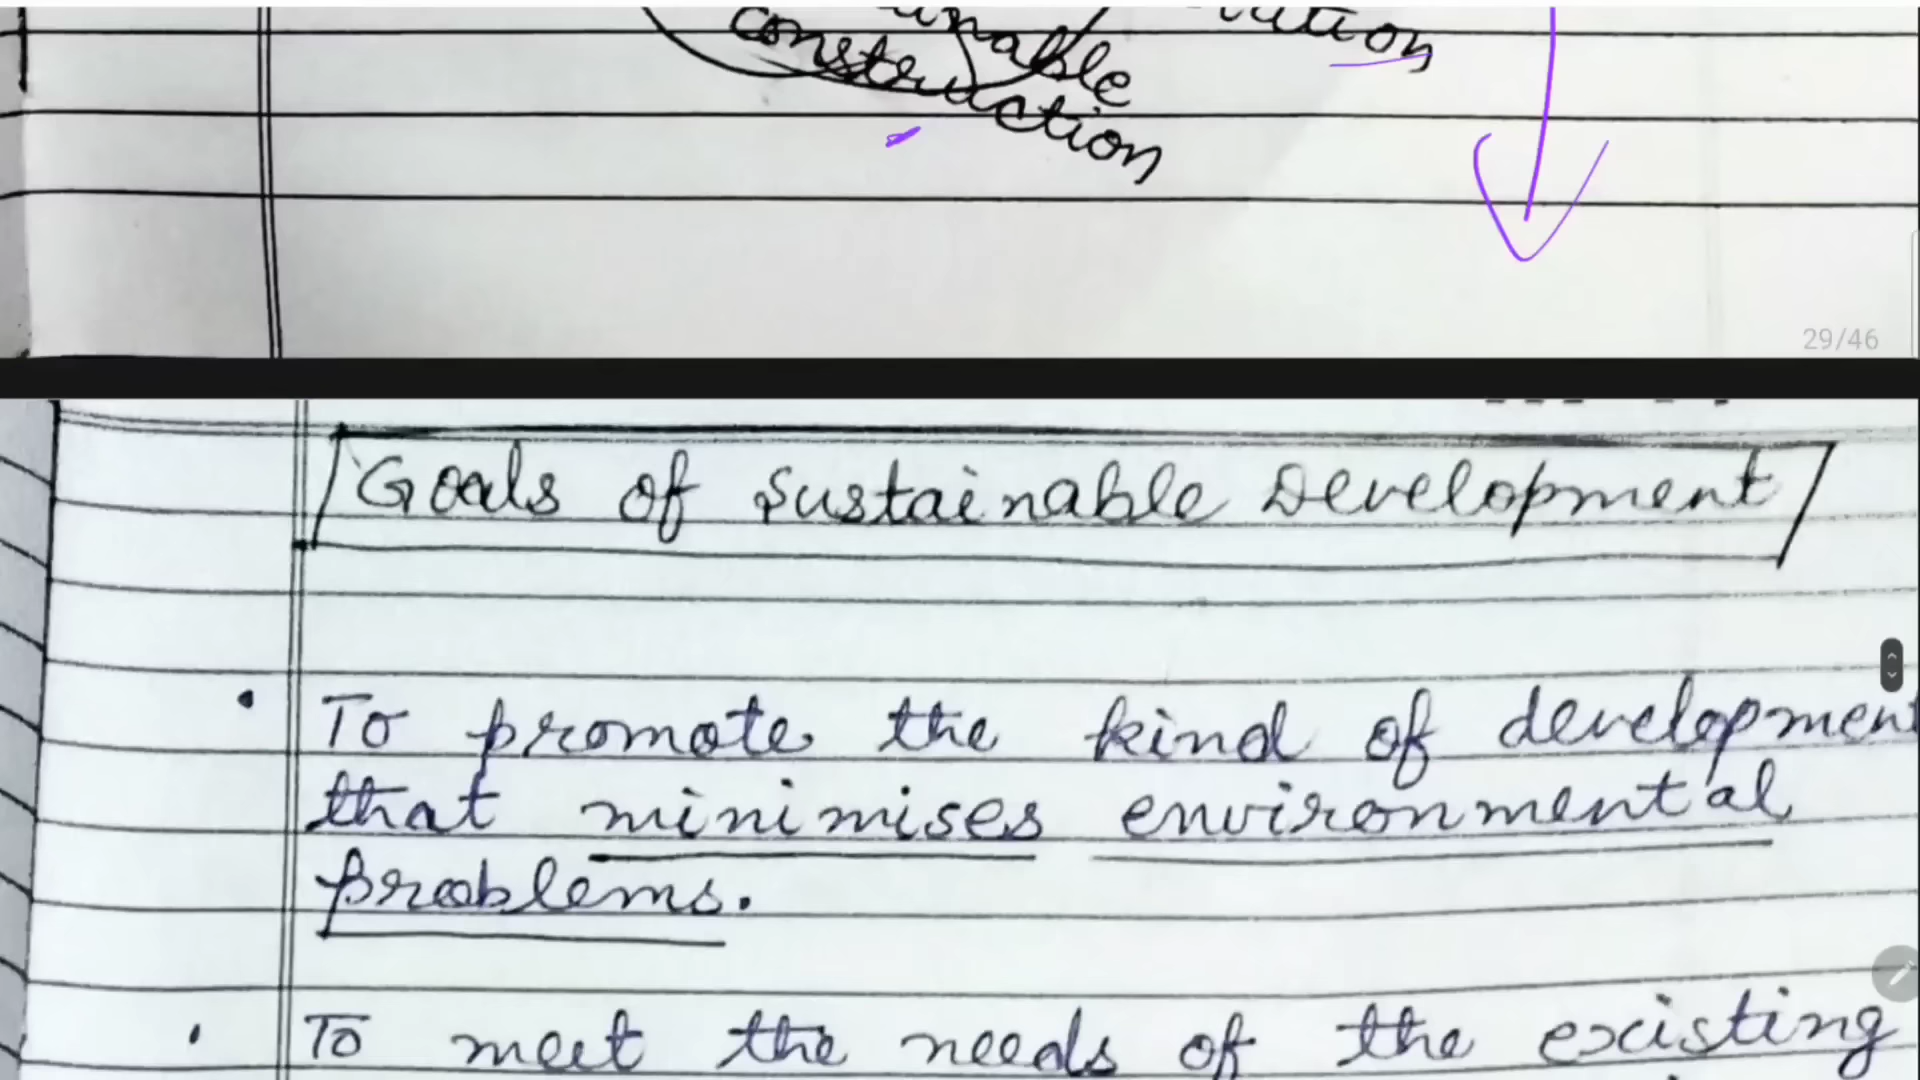 construction
29/46
Goals of Sustainable Development
• To promote the kind of development
that minimises environmental
problems.
• To meet the needs of the existing